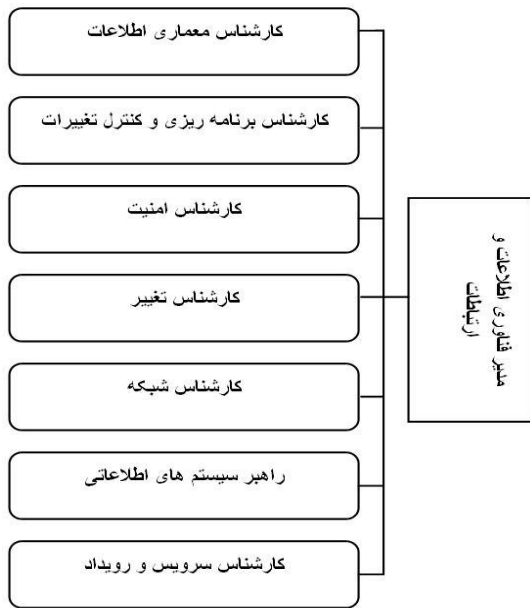 مدیر فناوری اطلاعات و
ارتباطات
کارشناس معماری اطلاعات
کارشناس برنامه ریزی و کنترل تغییرات
کارشناس امنیت
کارشناس تغییر
کارشناس شبکه
راهبر سیستم های اطلاعاتی
کارشناس سرویس و رویداد